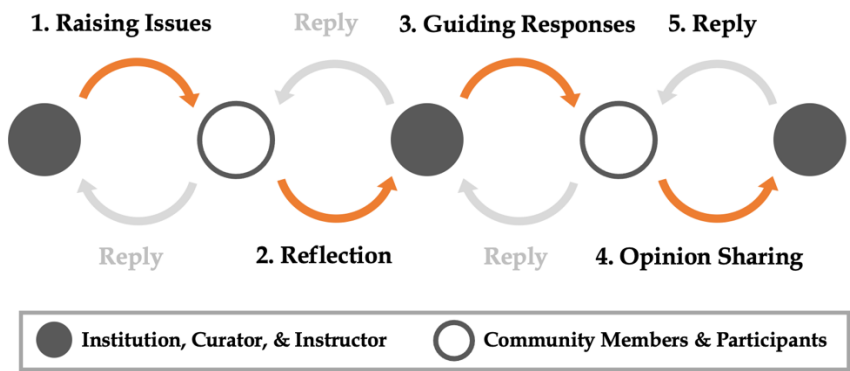 1. Raising Issues
Reply
3. Guiding Responses
5. Reply
Reply
2. Reflection
Reply
4. Opinion Sharing
Institution, Curator, & Instructor
Community Members & Participants